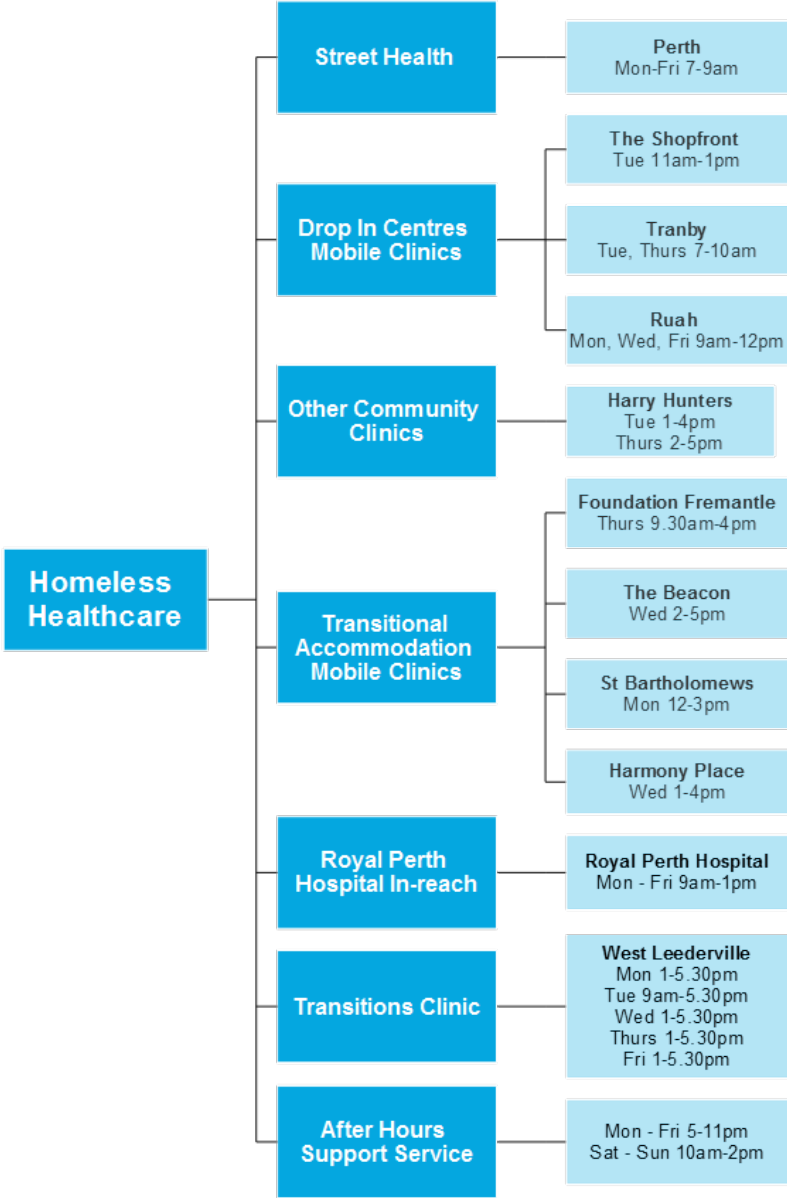 Homeless
Healthcare
Street Health
Perth
Mon-Fri 7-9am
Drop In Centres
Mobile Clinics
The Shopfront
Tue 11am-1pm
Tranby
Tue, Thurs 7-10am
Ruah
Mon, Wed, Fri 9am-12pm
Other Community
Clinics
Harry Hunters
Tue 1-4pm
Thurs 2-5pm
Transitional
Accommodation
Mobile Clinics
Foundation Fremantle
Thurs 9.30am-4pm
The Beacon
Wed 2-5pm
St Bartholomews
Mon 12-3pm
Harmony Place
Wed 1-4pm
Royal Perth
Hospital In-reach
Royal Perth Hospital
Mon - Fri 9am-1pm
Transitions Clinic
West Leederville
Mon 1-5.30pm
Tue 9am-5.30pm
Wed 1-5.30pm
Thurs 1-5.30pm
Fri 1-5.30pm
After Hours
Support Service
Mon - Fri 5-11pm
Sat - Sun 10am-2pm